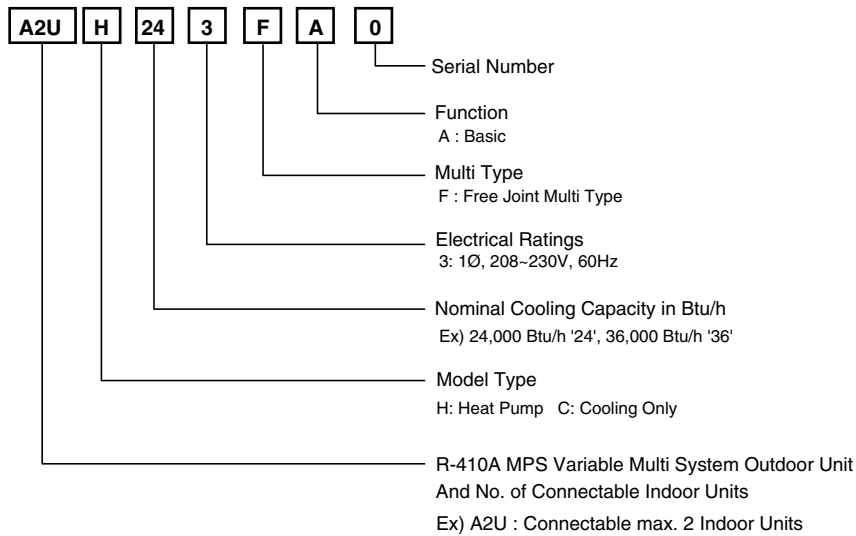 A2U H 24 3 F A 0
Serial Number
Function
A : Basic
Multi Type
F : Free Joint Multi Type
Electrical Ratings
3: 1Ø, 208~230V, 60Hz
Nominal Cooling Capacity in Btu/h
Ex) 24,000 Btu/h '24', 36,000 Btu/h '36'
Model Type
H: Heat Pump C: Cooling Only
R-410A MPS Variable Multi System Outdoor Unit
And No. of Connectable Indoor Units
Ex) A2U : Connectable max. 2 Indoor Units